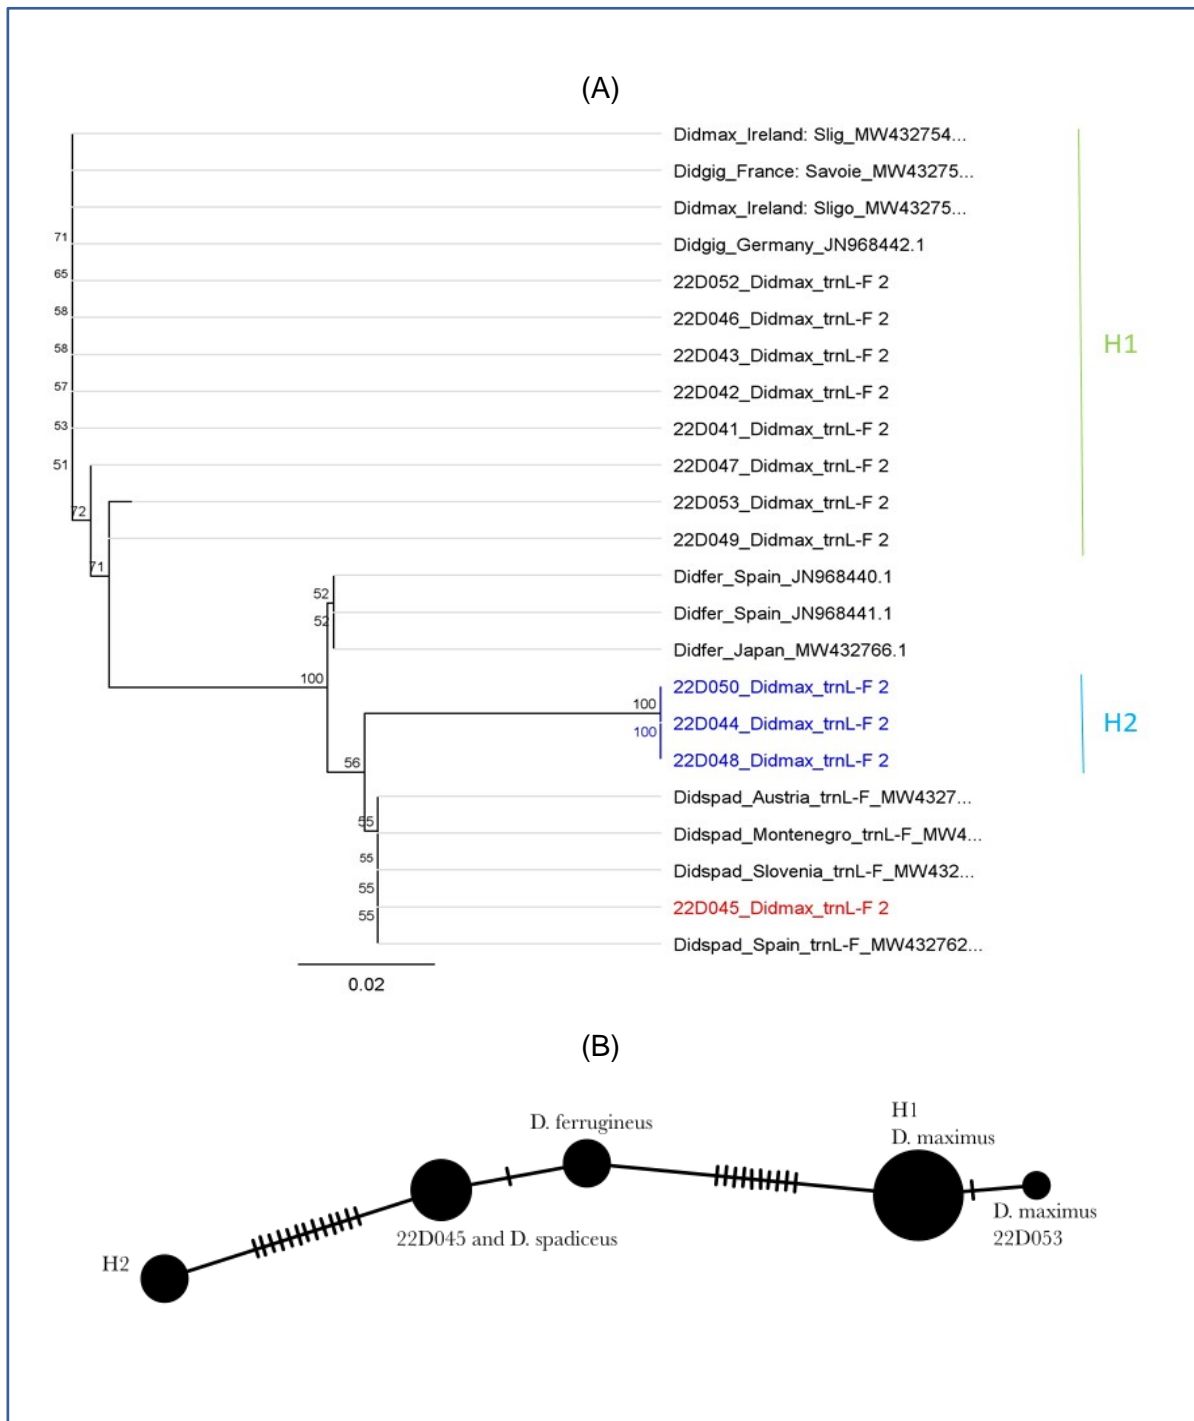 (A)
Didmax_Ireland: Slig_MW432754...
Didgig_France: Savoie_MW43275...
Didmax_Ireland: Sligo_MW43275...
71
Didgig_Germany_JN968442.1
65
22D052_Didmax_trnL-F 2
58
22D046_Didmax_trnL-F 2
58
22D043_Didmax_trnL-F 2
H1
57
22D042_Didmax_trnL-F 2
53
22D041_Didmax_trnL-F 2
51
22D047_Didmax_trnL-F 2
72
22D053_Didmax_trnL-F 2
22D049_Didmax_trnL-F 2
71
Didfer_Spain_JN968440.1
52
Didfer_Spain_JN968441.1
52
Didfer_Japan_MW432766.1
100
22D050_Didmax_trnL-F 2
100
22D044_Didmax_trnL-F 2
H2
100
22D048_Didmax_trnL-F 2
56
Didspad_Austria_trnL-F_MW4327...
55
Didspad_Montenegro_trnL-F_MW4...
55
Didspad_Slovenia_trnL-F_MW432...
55
22D045_Didmax_trnL-F 2
55
Didspad_Spain_trnL-F_MW432762...
0.02
(B)
H1
D. maximus
D. ferrugineus
D. maximus
22D053
22D045 and D. spadiceus
H2